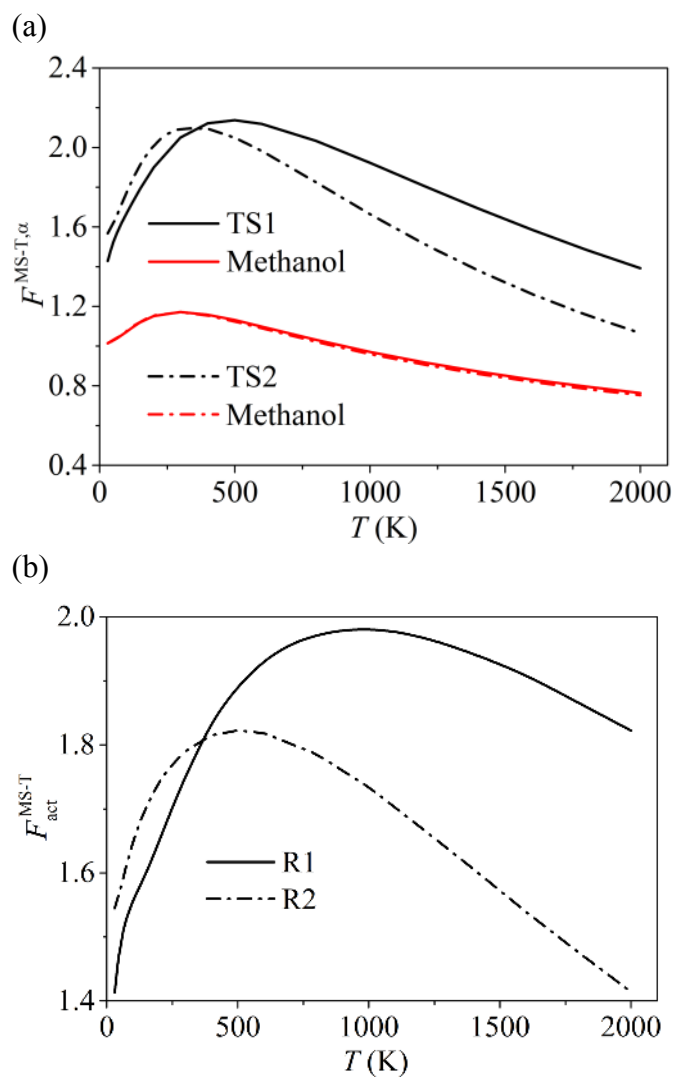 (a)
2.4
2.0
1.6
1.2
0.8
0.4
F^MS-T,α
TS1
Methanol
TS2
Methanol
0 500 1000 1500 2000
T (K)
(b)
2.0
1.8
1.6
1.4
F_act^MS-T
R1
R2
0 500 1000 1500 2000
T (K)